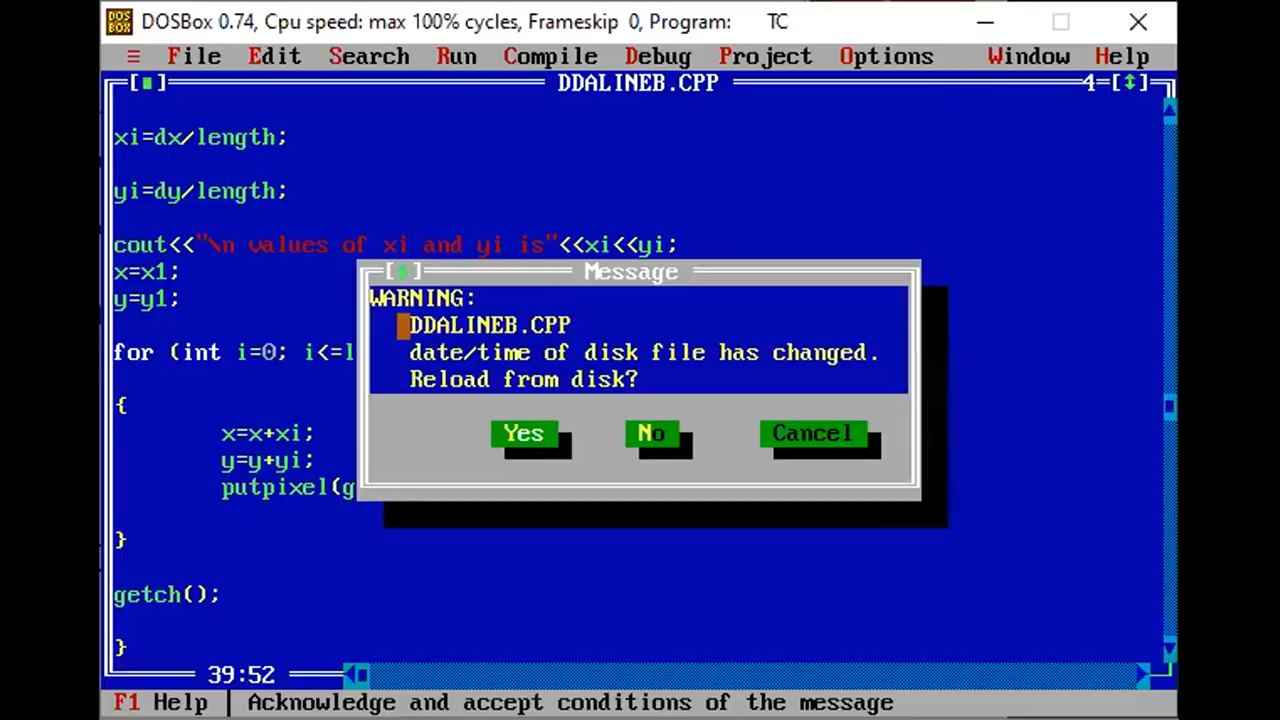 DOSBox 0.74, Cpu speed: max 100% cycles, Frameskip 0, Program: TC
≡ File Edit Search Run Compile Debug Project Options Window Help
DDALINEB.CPP 4
xi=dx/length;
yi=dy/length;
cout<<"\n values of xi and yi is"<<xi<<yi;
x=x1;
y=y1;
for (int i=0; i<=l
{
x=x+xi;
y=y+yi;
putpixel(g
}
getch();
}
Message
WARNING:
DDALINEB.CPP
date/time of disk file has changed.
Reload from disk?
Yes No Cancel
39:52
F1 Help | Acknowledge and accept conditions of the message